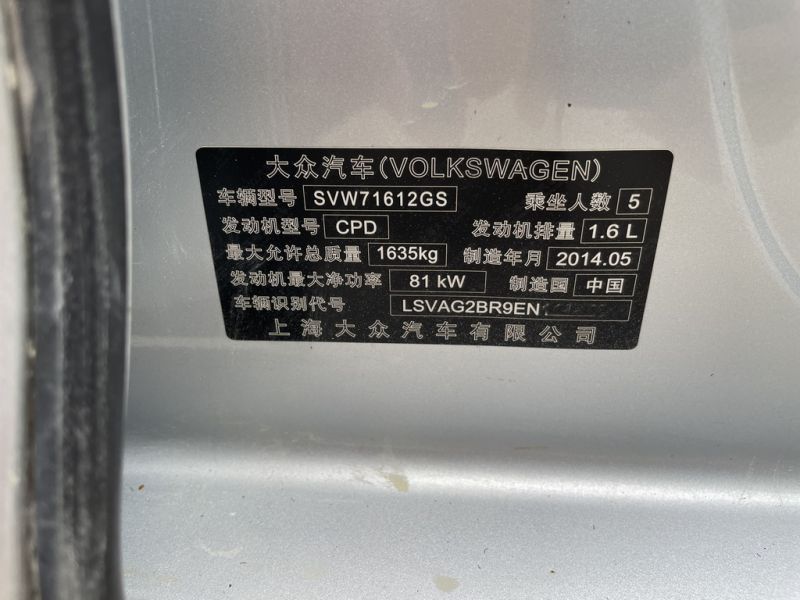 大众汽车(VOLKSWAGEN)
车辆型号 SVW71612GS 乘坐人数 5
发动机型号 CPD 发动机排量 1.6 L
最大允许总质量 1635kg 制造年月 2014.05
发动机最大净功率 81 kW 制造国 中国
车辆识别代号 LSVAG2BR9EN
上海大众汽车有限公司